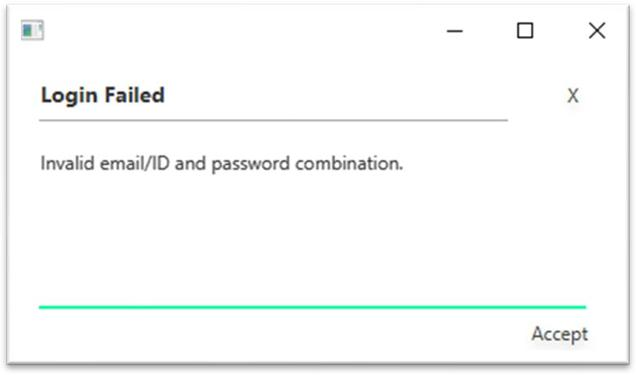 Login Failed
X
Invalid email/ID and password combination.
Accept